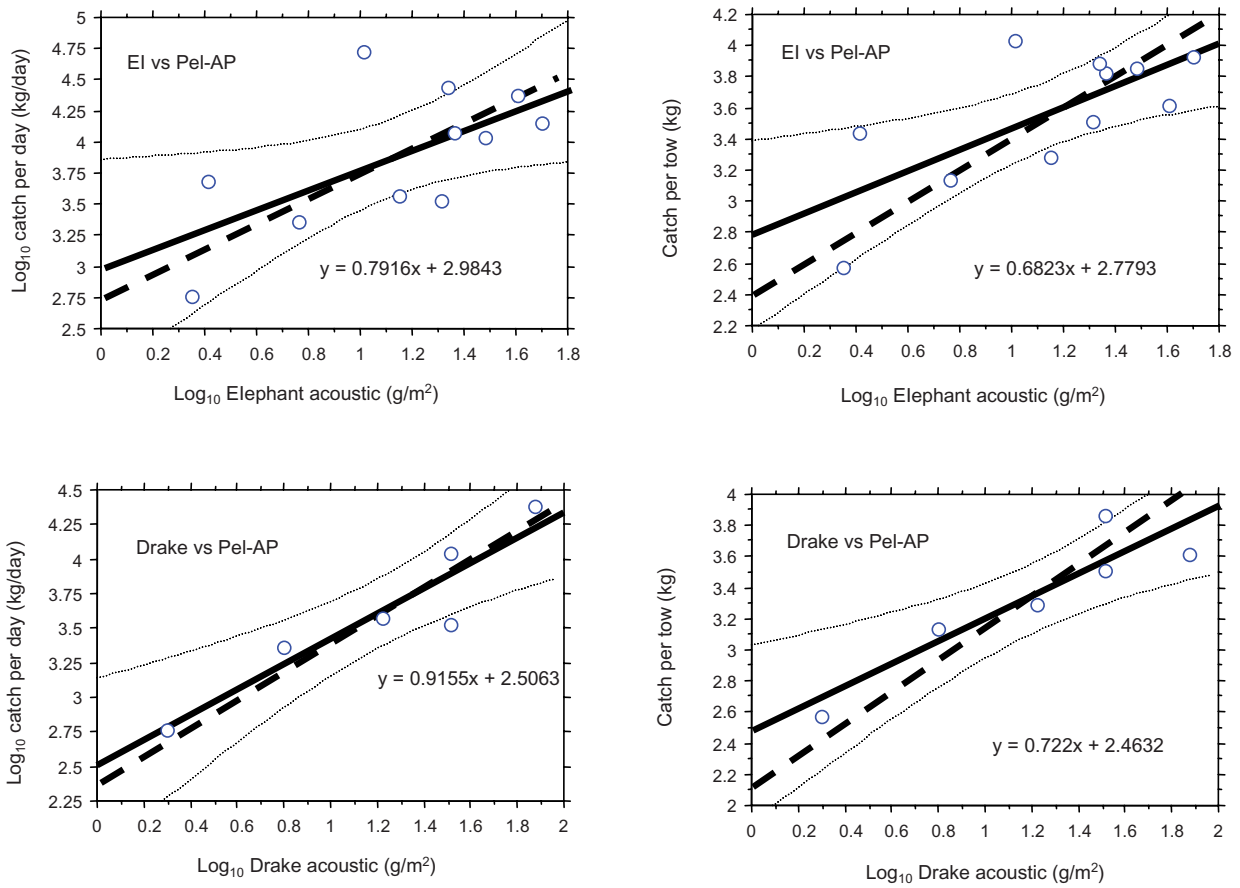 5
4.75
4.5
4.25
4
3.75
3.5
3.25
3
2.75
2.5
Log₁₀ catch per day (kg/day)
EI vs Pel-AP
y = 0.7916x + 2.9843
0 0.2 0.4 0.6 0.8 1 1.2 1.4 1.6 1.8
Log₁₀ Elephant acoustic (g/m²)
4.2
4
3.8
3.6
3.4
3.2
3
2.8
2.6
2.4
2.2
Catch per tow (kg)
EI vs Pel-AP
y = 0.6823x + 2.7793
0 0.2 0.4 0.6 0.8 1 1.2 1.4 1.6 1.8
Log₁₀ Elephant acoustic (g/m²)
4.5
4.25
4
3.75
3.5
3.25
3
2.75
2.5
2.25
Log₁₀ catch per day (kg/day)
Drake vs Pel-AP
y = 0.9155x + 2.5063
0 0.2 0.4 0.6 0.8 1 1.2 1.4 1.6 1.8 2
Log₁₀ Drake acoustic (g/m²)
4
3.8
3.6
3.4
3.2
3
2.8
2.6
2.4
2.2
2
Catch per tow (kg)
Drake vs Pel-AP
y = 0.722x + 2.4632
0 0.2 0.4 0.6 0.8 1 1.2 1.4 1.6 1.8 2
Log₁₀ Drake acoustic (g/m²)